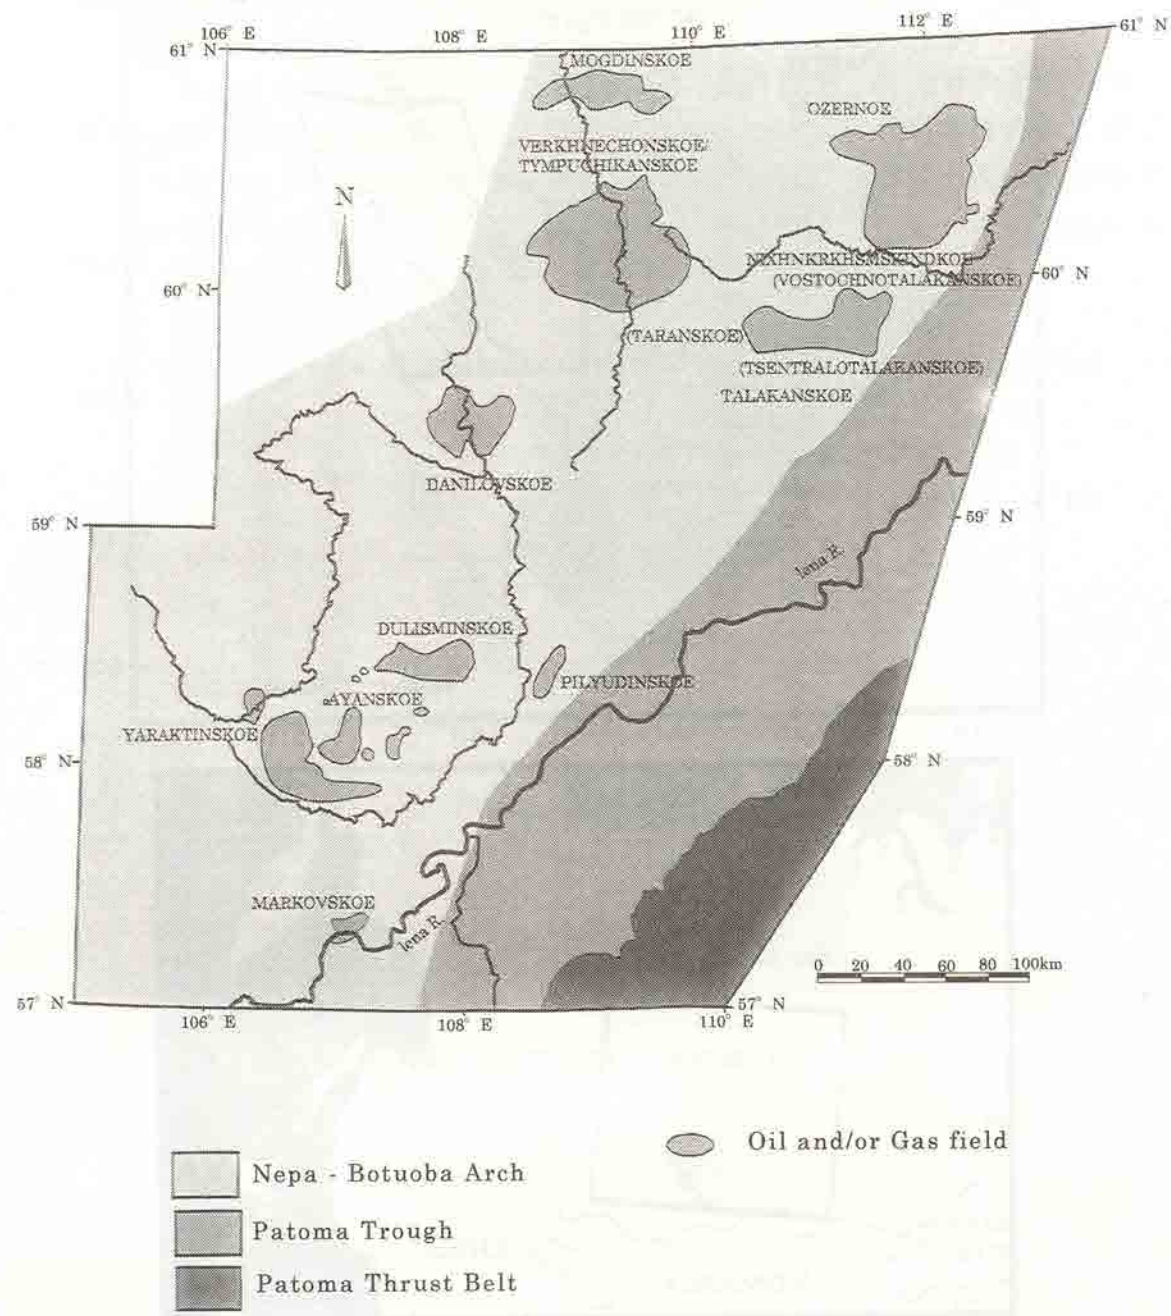 106° E
108° E
110° E
112° E
61° N
61° N
MOGDINSKOE
OZERNOE
VERKHNECHONSKOE/
TYMPUCHIKANSKOE
N
NIXHNKRKHSMSKINDKOE
(VOSTOCHNOTALAKANSKOE)
60° N
60° N
(TARANSKOE)
(TSENTRALOTALAKANSKOE)
TALAKANSKOE
DANILOVSKOE
59° N
59° N
lena R.
DULISMINSKOE
PILYUDINSKOE
AYANSKOE
YARAKTINSKOE
58° N
58° N
MARKOVSKOE
lena R.
0 20 40 60 80 100km
57° N
57° N
106° E
108° E
110° E
Oil and/or Gas field
Nepa - Botuoba Arch
Patoma Trough
Patoma Thrust Belt